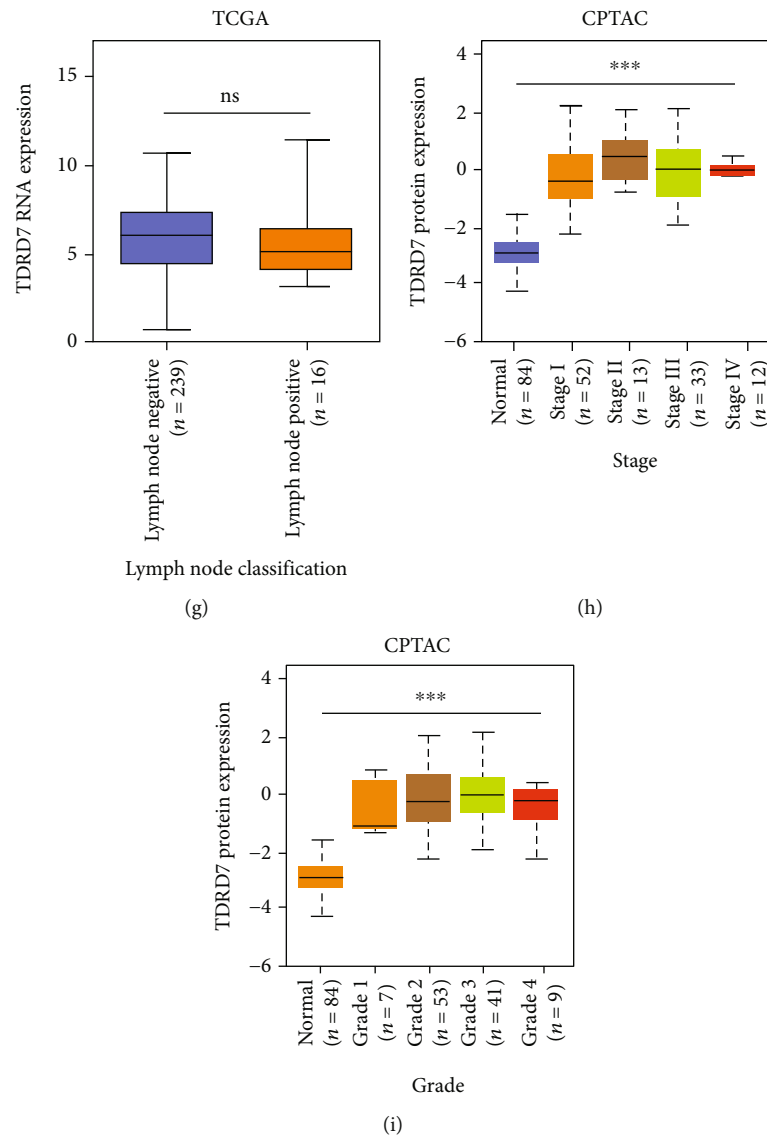 TCGA
TDRD7 RNA expression
15
10
5
0
ns
Lymph node negative
(n = 239)
Lymph node positive
(n = 16)
Lymph node classification
(g)
CPTAC
TDRD7 protein expression
4
2
0
−2
−4
−6
***
Normal
(n = 84)
Stage I
(n = 52)
Stage II
(n = 13)
Stage III
(n = 33)
Stage IV
(n = 12)
Stage
(h)
CPTAC
TDRD7 protein expression
4
2
0
−2
−4
−6
***
Normal
(n = 84)
Grade 1
(n = 7)
Grade 2
(n = 53)
Grade 3
(n = 41)
Grade 4
(n = 9)
Grade
(i)